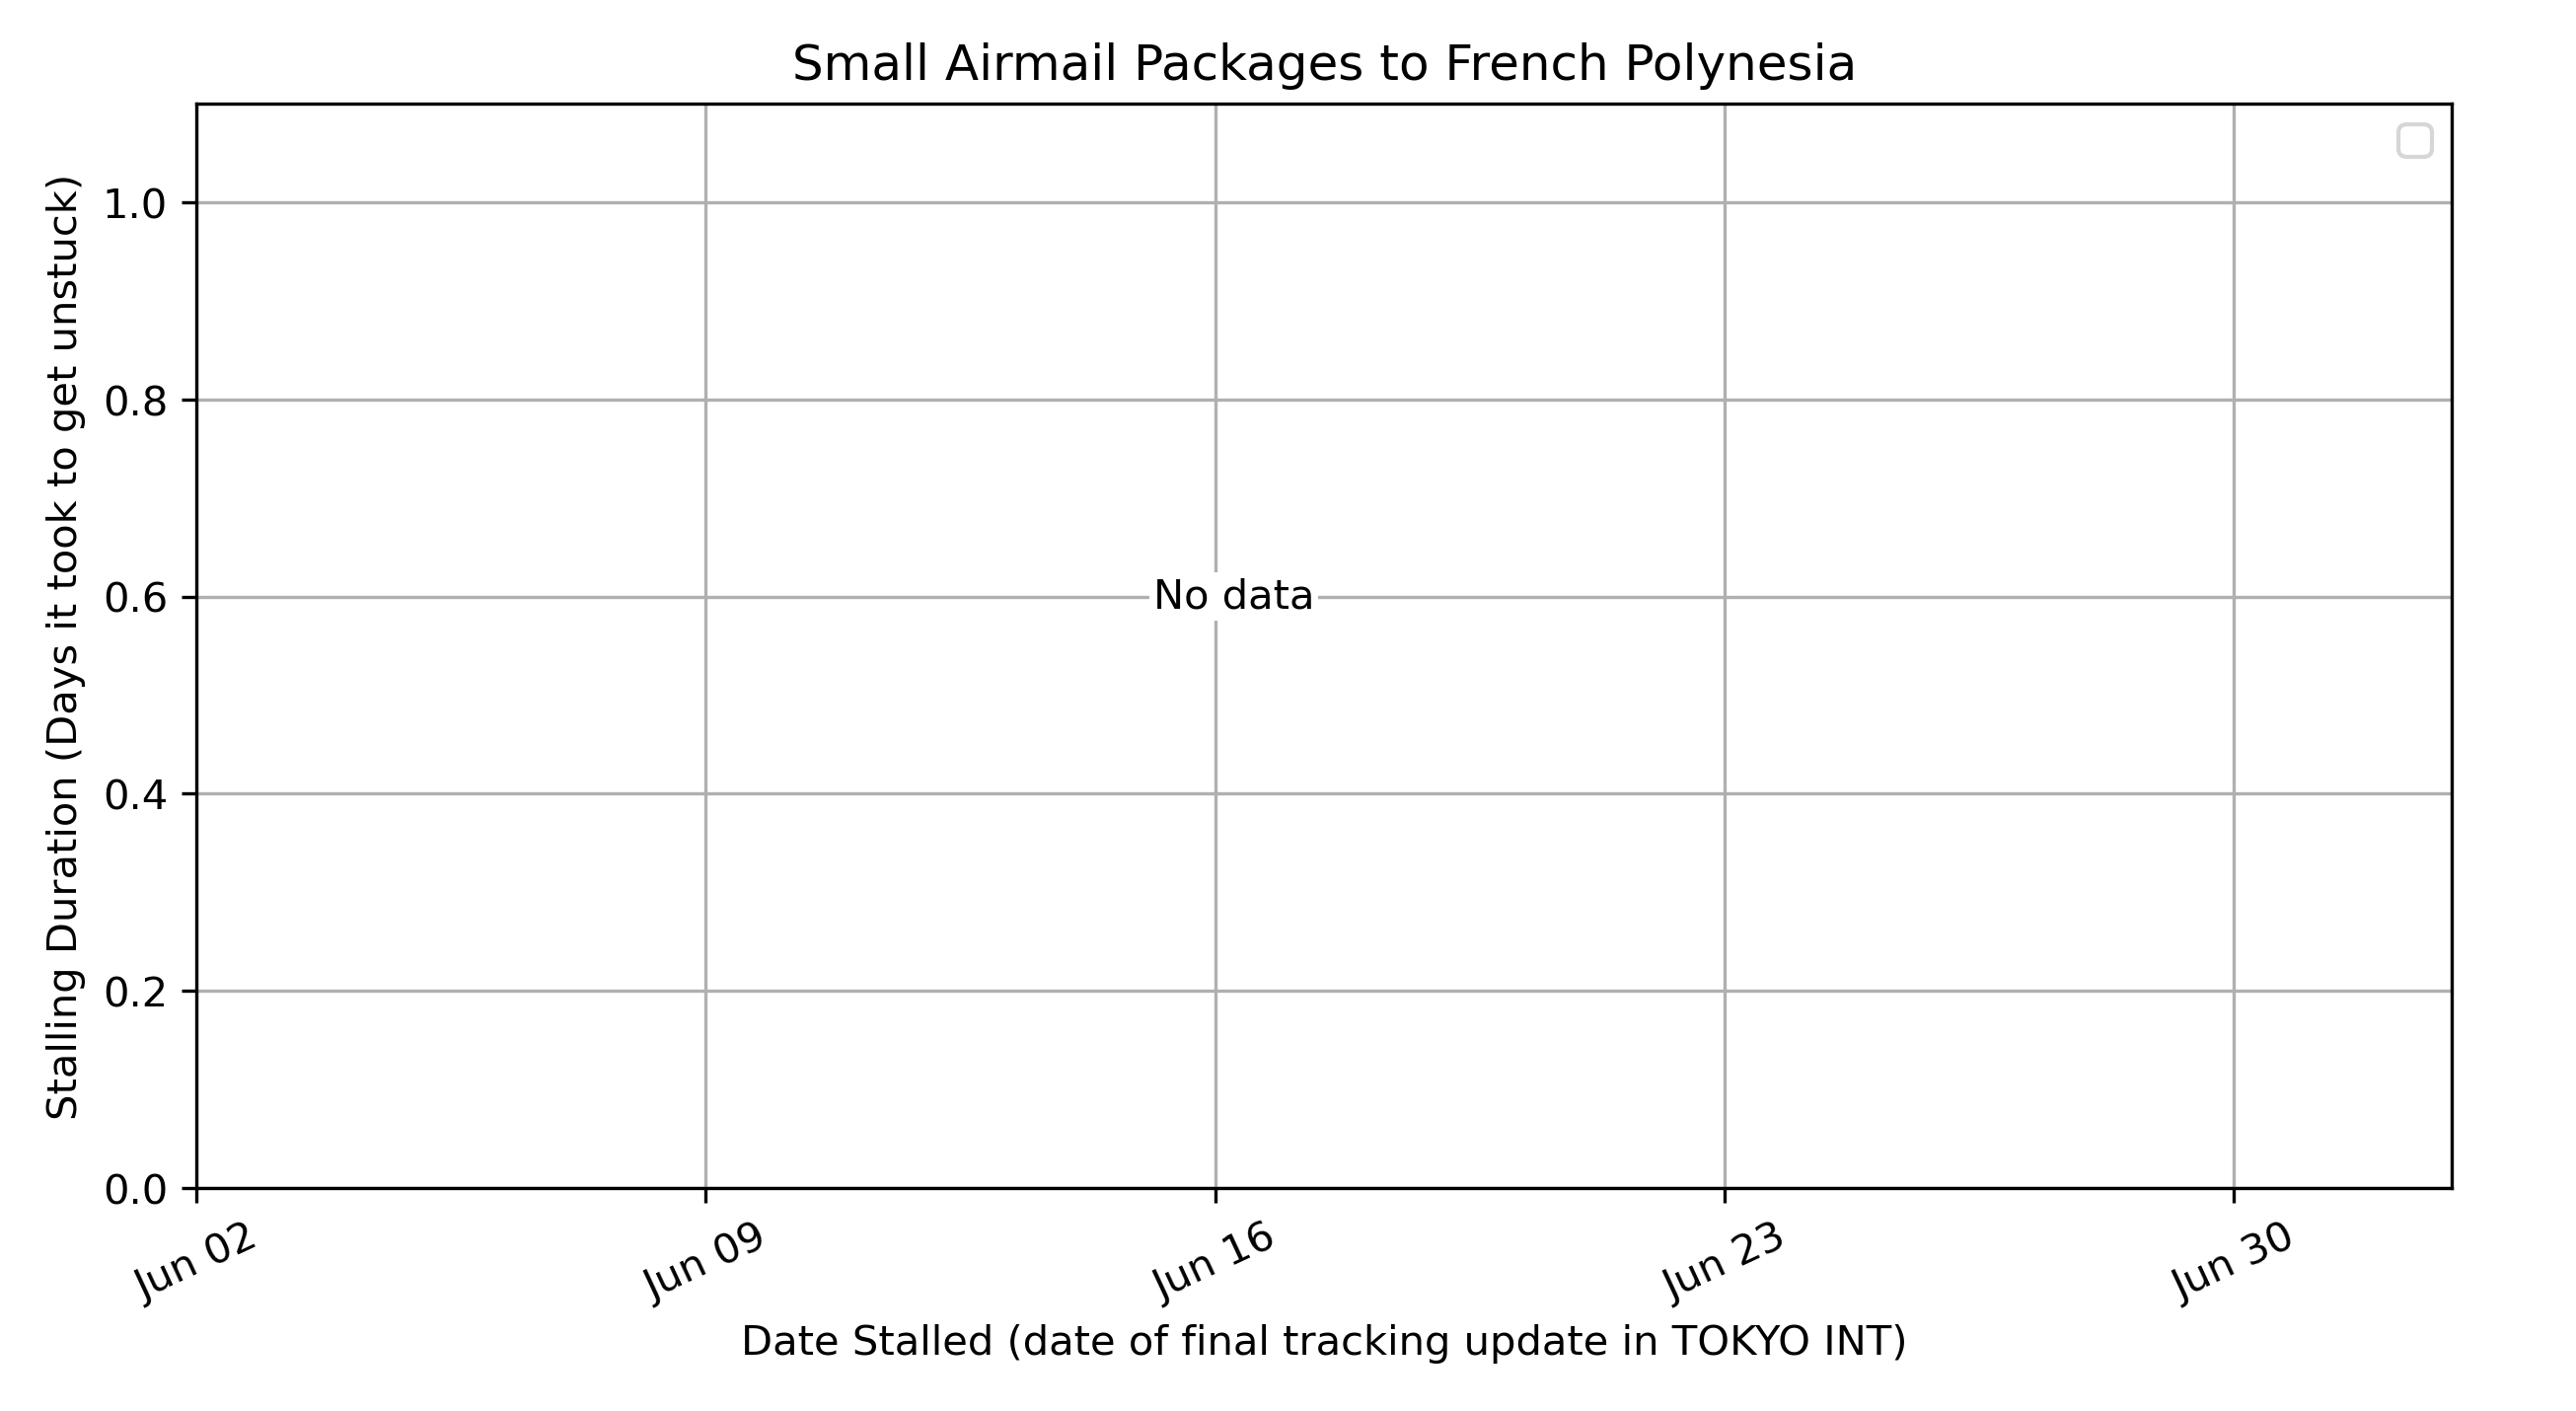 Small Airmail Packages to French Polynesia
Stalling Duration (Days it took to get unstuck)
1.0
0.8
0.6
0.4
0.2
0.0
No data
Jun 02
Jun 09
Jun 16
Jun 23
Jun 30
Date Stalled (date of final tracking update in TOKYO INT)